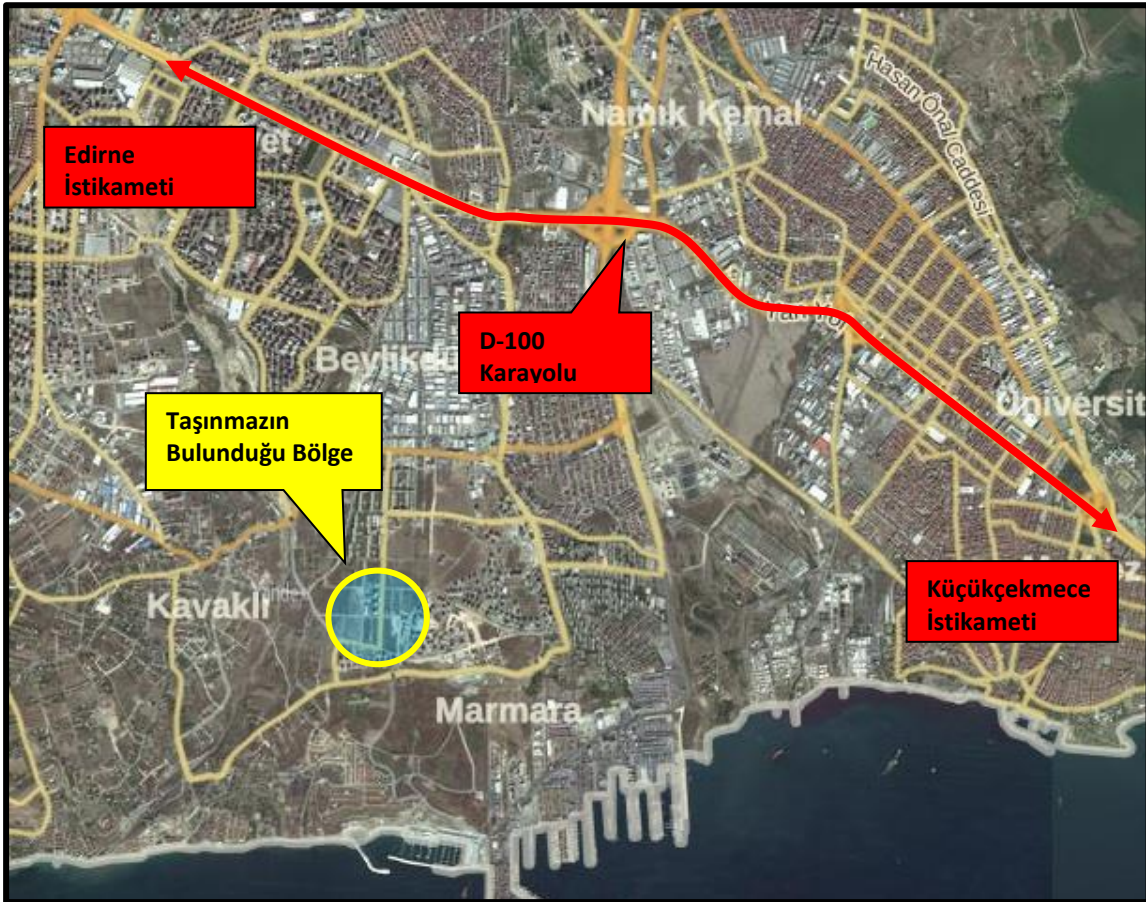 Hasan Önal Caddesi
Namık Kemal
Edirne
İstikameti
D-100
Karayolu
Taşınmazın
Bulunduğu Bölge
Küçükçekmece
İstikameti
Kavaklı
Marmara